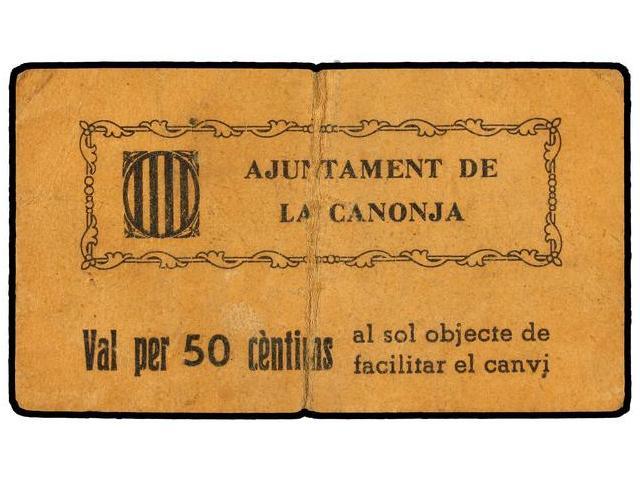 AJUNTAMENT DE
LA CANONJA
Val per 50 cèntims
al sol objecte de
facilitar el canvi